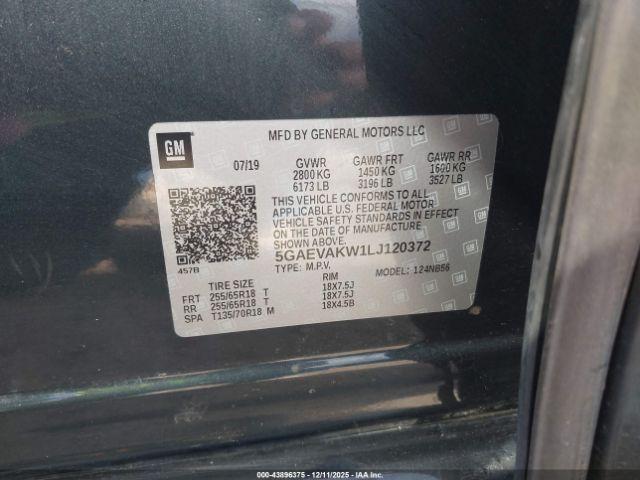 GM
MFD BY GENERAL MOTORS LLC
07/19 GVWR GAWR FRT GAWR RR
2800 KG 1450 KG 1600 KG
6173 LB 3196 LB 3527 LB
THIS VEHICLE CONFORMS TO ALL
APPLICABLE U.S. FEDERAL MOTOR
VEHICLE SAFETY STANDARDS IN EFFECT
ON THE DATE OF MANUFACTURE
SHOWN ABOVE.
5GAEVAKW1LJ120372
457B TYPE: M.P.V. MODEL: 124NB56
TIRE SIZE RIM
FRT 255/65R18 T 18X7.5J
RR 255/65R18 T 18X7.5J
SPA T135/70R18 M 18X4.5B
000-43896375 - 12/11/2025 - IAA Inc.